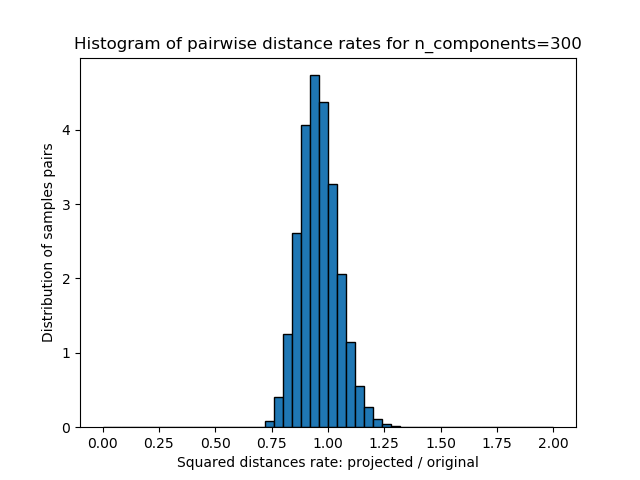 Histogram of pairwise distance rates for n_components=300
Distribution of samples pairs
4
3
2
1
0
0.00 0.25 0.50 0.75 1.00 1.25 1.50 1.75 2.00
Squared distances rate: projected / original